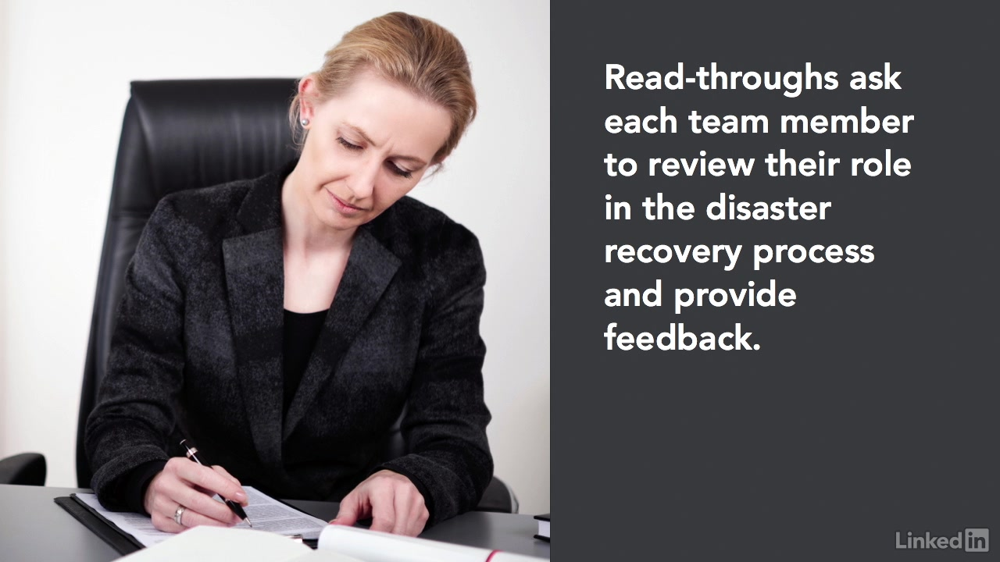 Read-throughs ask
each team member
to review their role
in the disaster
recovery process
and provide
feedback.
LinkedIn